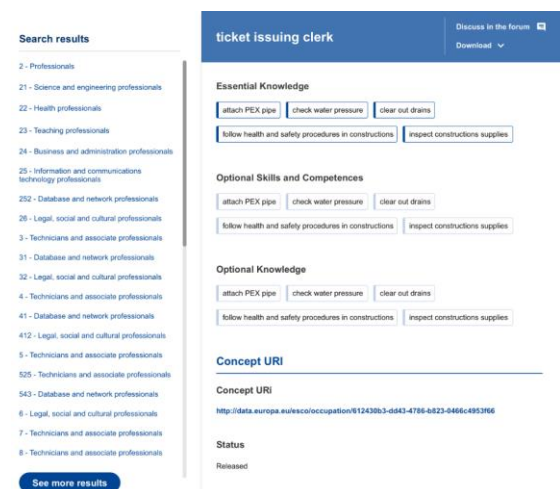 Search results
2 - Professionals
21 - Science and engineering professionals
22 - Health professionals
23 - Teaching professionals
24 - Business and administration professionals
25 - Information and communications
technology professionals
252 - Database and network professionals
26 - Legal, social and cultural professionals
3 - Technicians and associate professionals
31 - Database and network professionals
32 - Legal, social and cultural professionals
4 - Technicians and associate professionals
41 - Database and network professionals
412 - Legal, social and cultural professionals
5 - Technicians and associate professionals
525 - Technicians and associate professionals
543 - Database and network professionals
6 - Legal, social and cultural professionals
7 - Technicians and associate professionals
8 - Technicians and associate professionals
See more results
ticket issuing clerk
Discuss in the forum
Download
Essential Knowledge
attach PEX pipe check water pressure clear out drains
follow health and safety procedures in constructions inspect constructions supplies
Optional Skills and Competences
attach PEX pipe check water pressure clear out drains
follow health and safety procedures in constructions inspect constructions supplies
Optional Knowledge
attach PEX pipe check water pressure clear out drains
follow health and safety procedures in constructions inspect constructions supplies
Concept URI
Concept URi
http://data.europa.eu/esco/occupation/612430b3-dd43-4786-b823-0466c4953f66
Status
Released